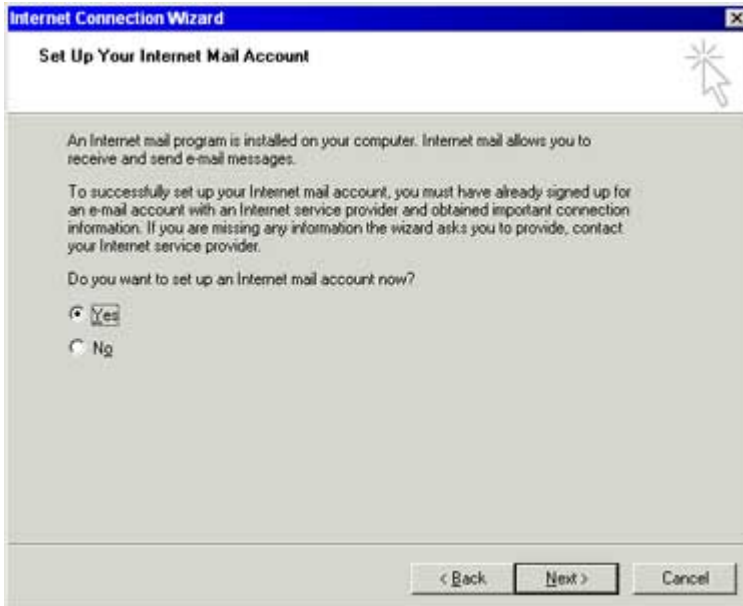 Internet Connection Wizard
Set Up Your Internet Mail Account
An Internet mail program is installed on your computer. Internet mail allows you to
receive and send e-mail messages.
To successfully set up your Internet mail account, you must have already signed up for
an e-mail account with an Internet service provider and obtained important connection
information. If you are missing any information the wizard asks you to provide, contact
your Internet service provider.
Do you want to set up an Internet mail account now?
Yes
No
< Back
Next >
Cancel